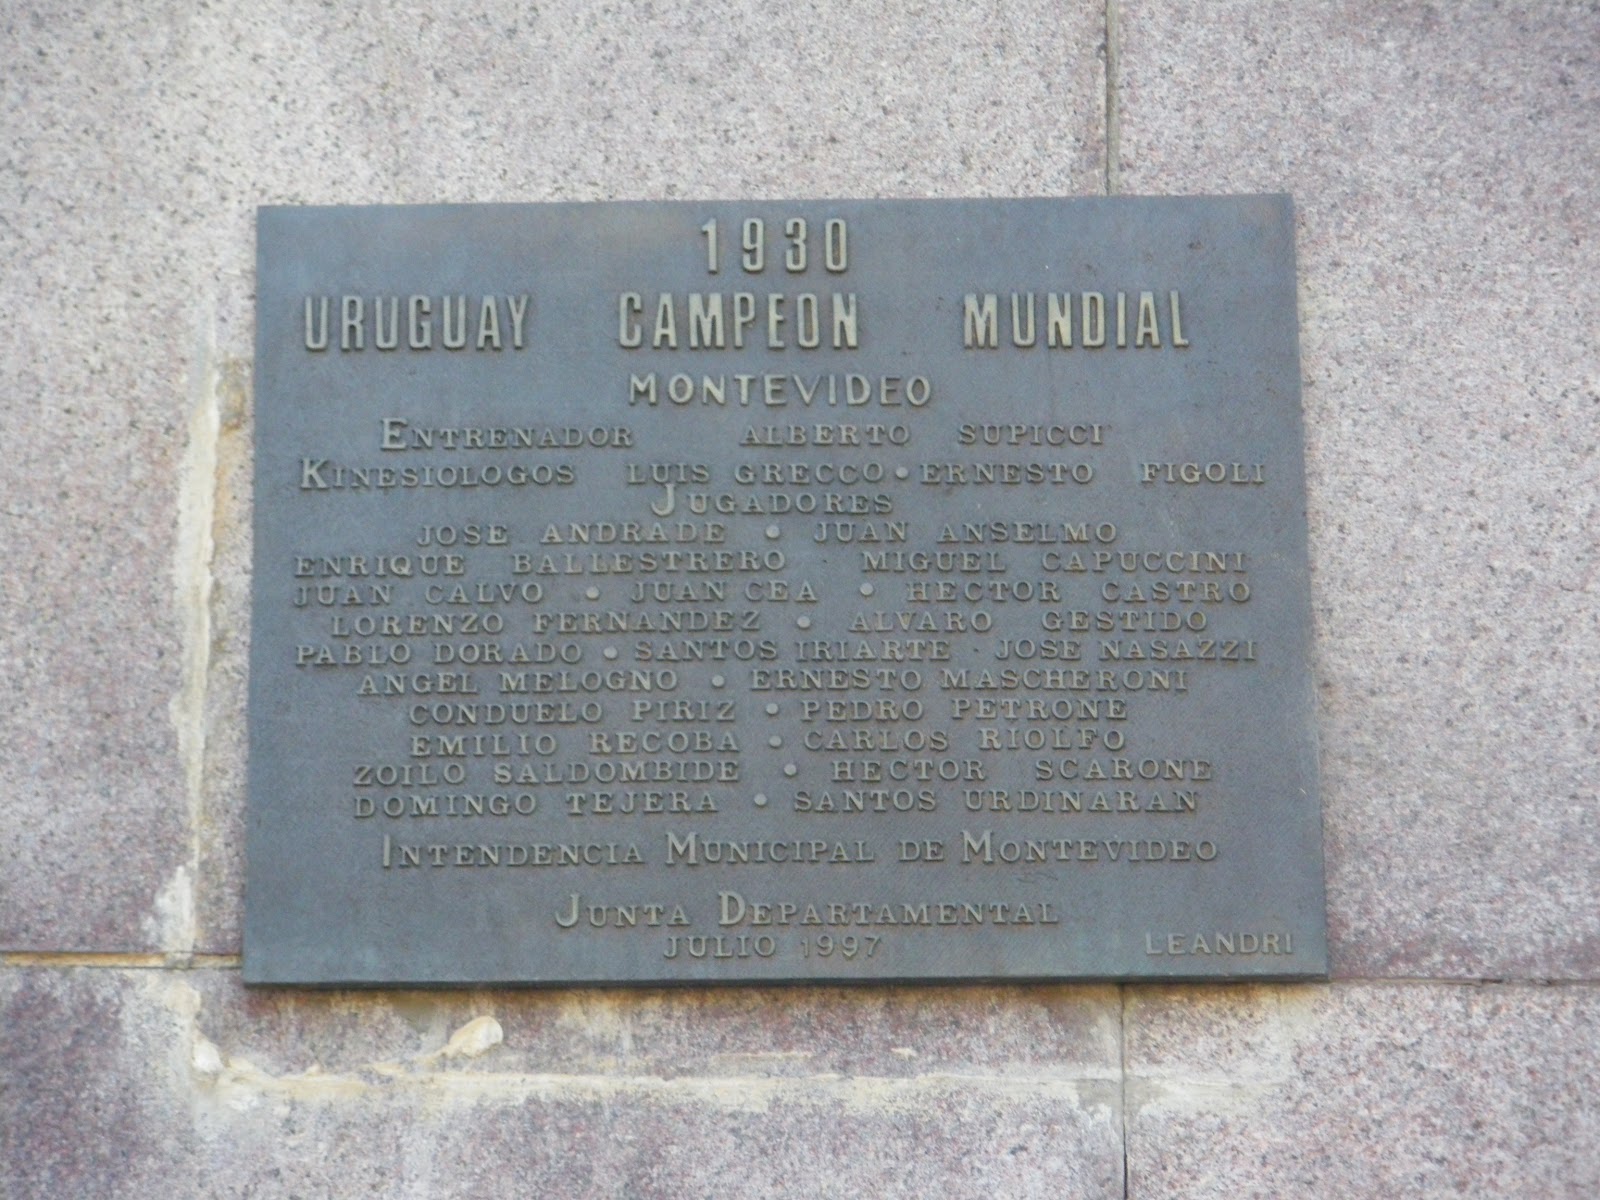 1930
URUGUAY CAMPEON MUNDIAL
MONTEVIDEO
ENTRENADOR ALBERTO SUPICCI
KINESIOLOGOS LUIS GRECCO • ERNESTO FIGOLI
JUGADORES
JOSE ANDRADE • JUAN ANSELMO
ENRIQUE BALLESTRERO MIGUEL CAPUCCINI
JUAN CALVO • JUAN CEA • HECTOR CASTRO
LORENZO FERNANDEZ • ALVARO GESTIDO
PABLO DORADO • SANTOS IRIARTE JOSE NASAZZI
ANGEL MELOGNO • ERNESTO MASCHERONI
CONDUELO PIRIZ • PEDRO PETRONE
EMILIO RECOBA • CARLOS RIOLFO
ZOILO SALDOMBIDE • HECTOR SCARONE
DOMINGO TEJERA • SANTOS URDINARAN
INTENDENCIA MUNICIPAL DE MONTEVIDEO
JUNTA DEPARTAMENTAL
JULIO 1997
LEANDRI